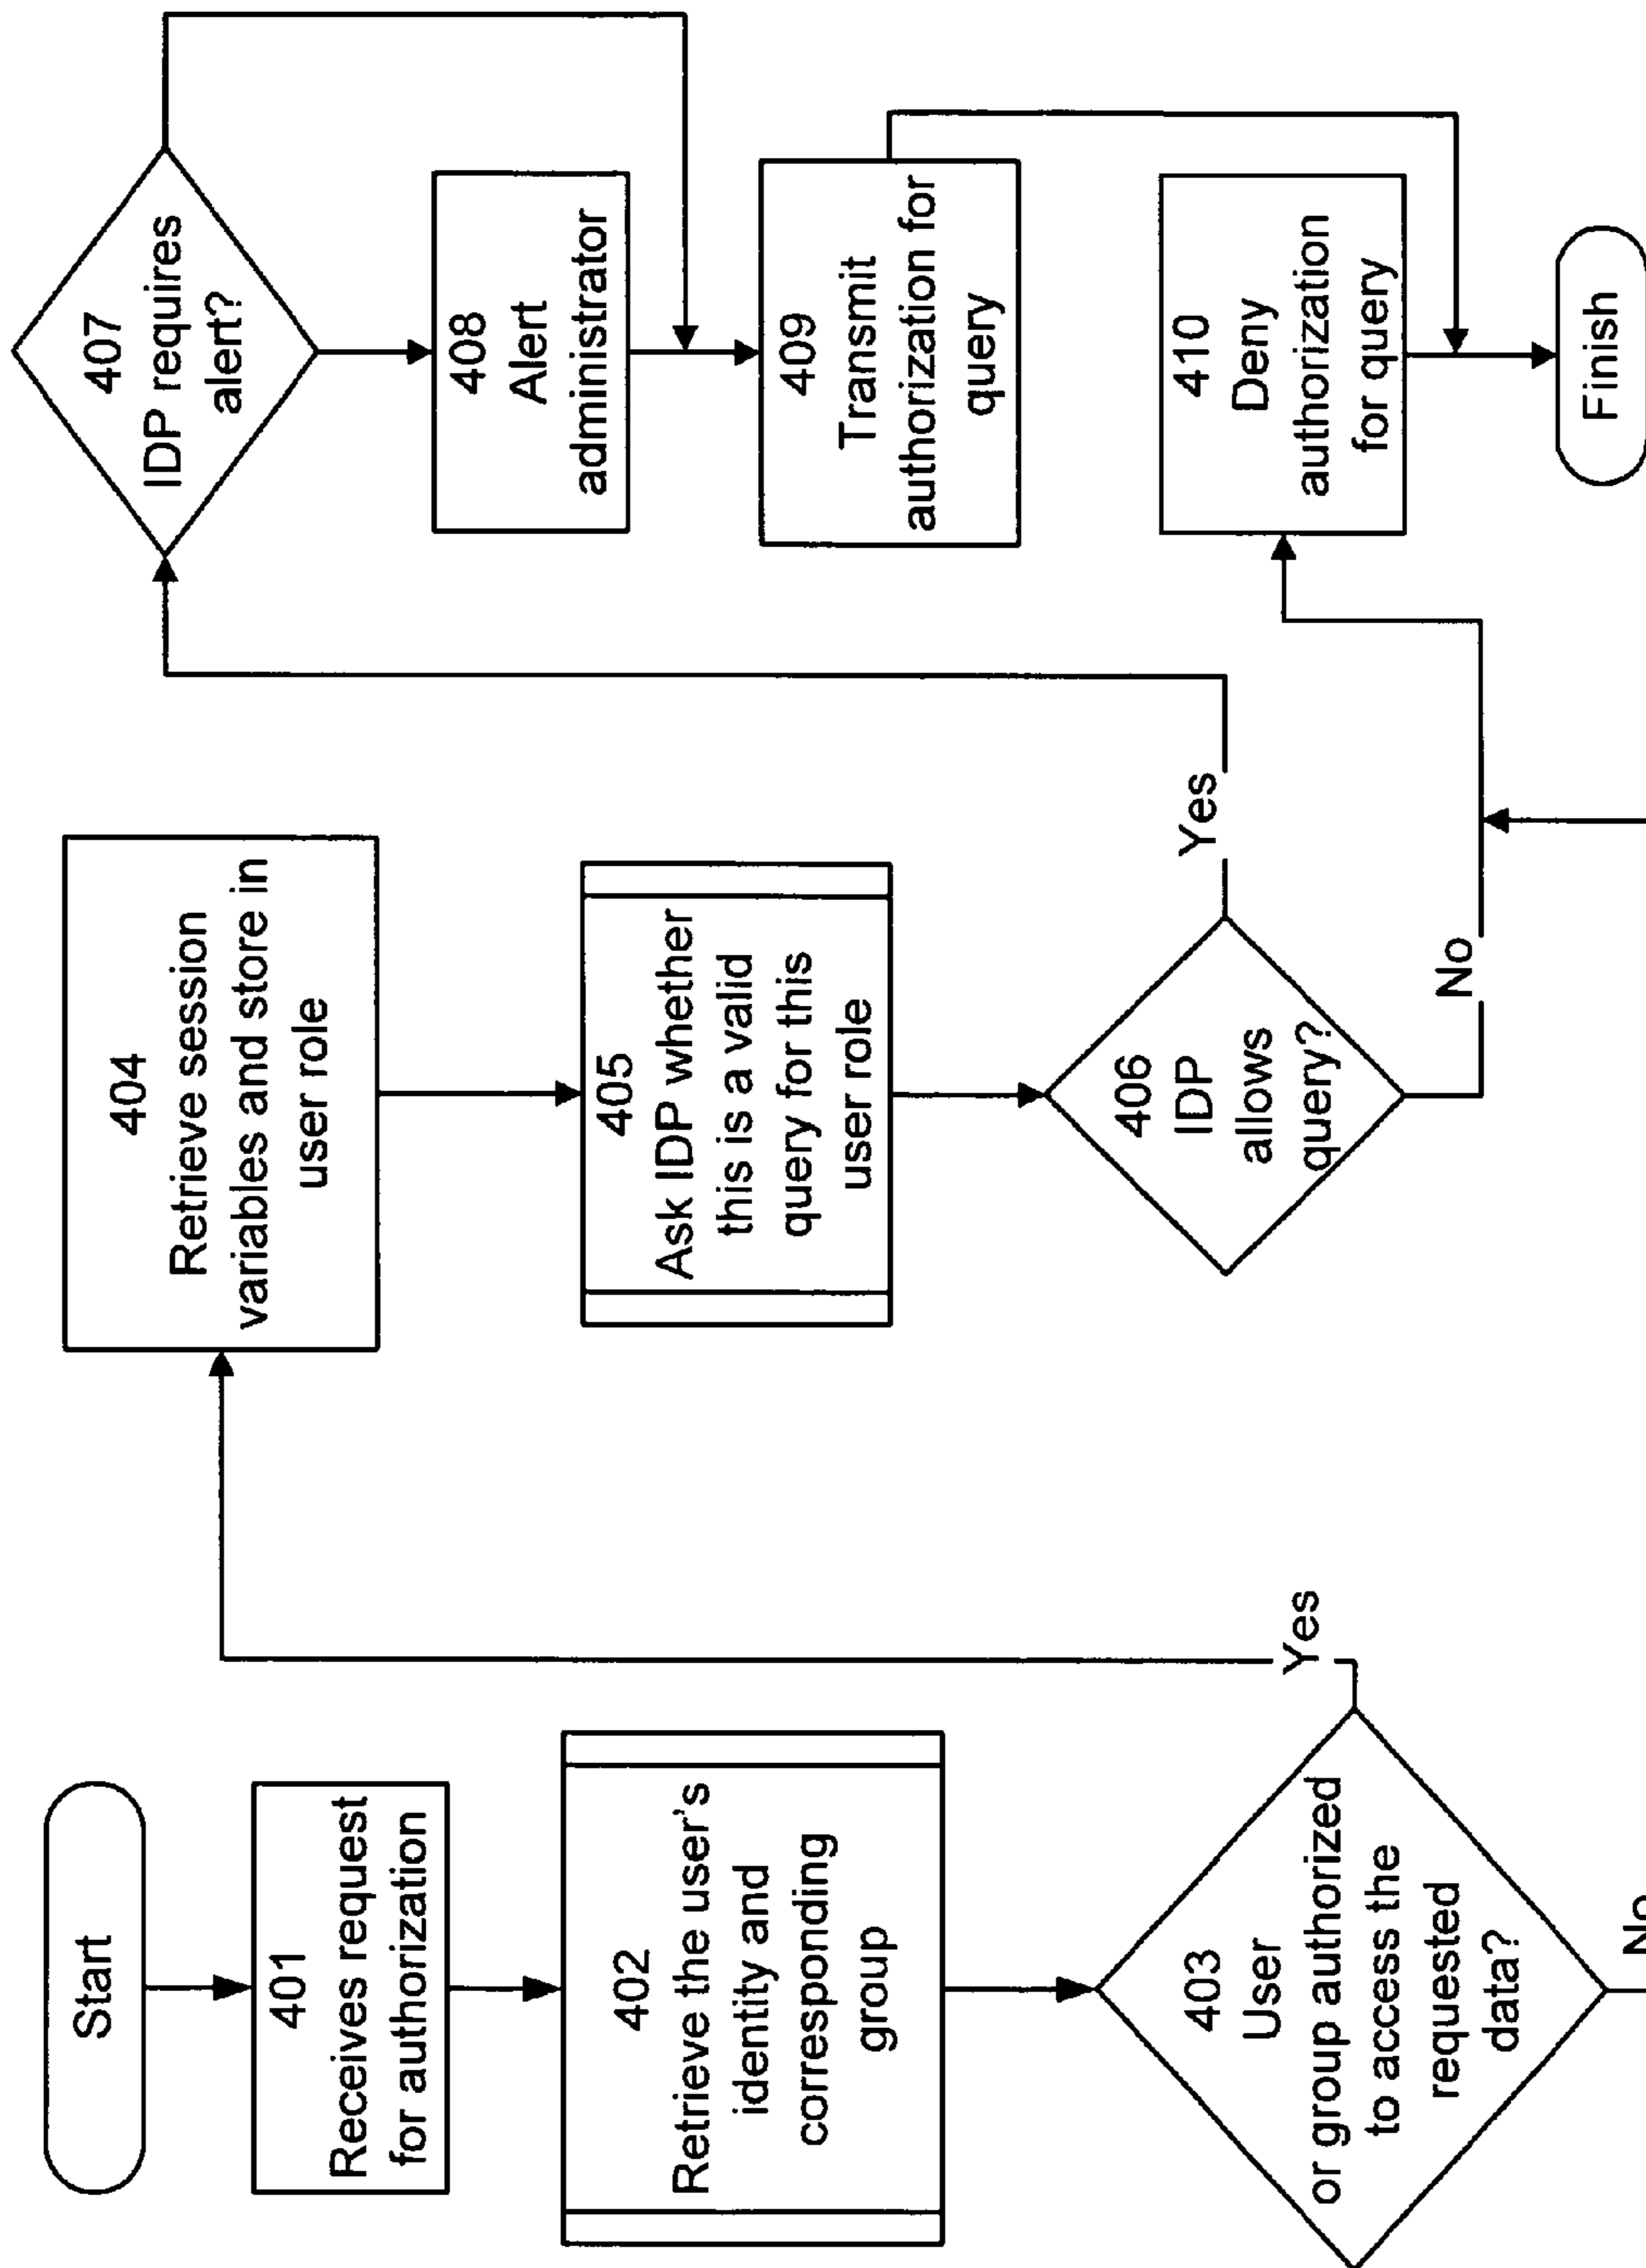 Start
401
Receives request
for authorization
402
Retrieve the user's
identity and
corresponding
group
403
User
or group authorized
to access the
requested
data?
Yes
No
404
Retrieve session
variables and store in
user role
405
Ask IDP whether
this is a valid
query for this
user role
406
IDP
allows
query?
Yes
No
407
IDP requires
alert?
408
Alert
administrator
409
Transmit
authorization for
query
410
Deny
authorization
for query
Finish